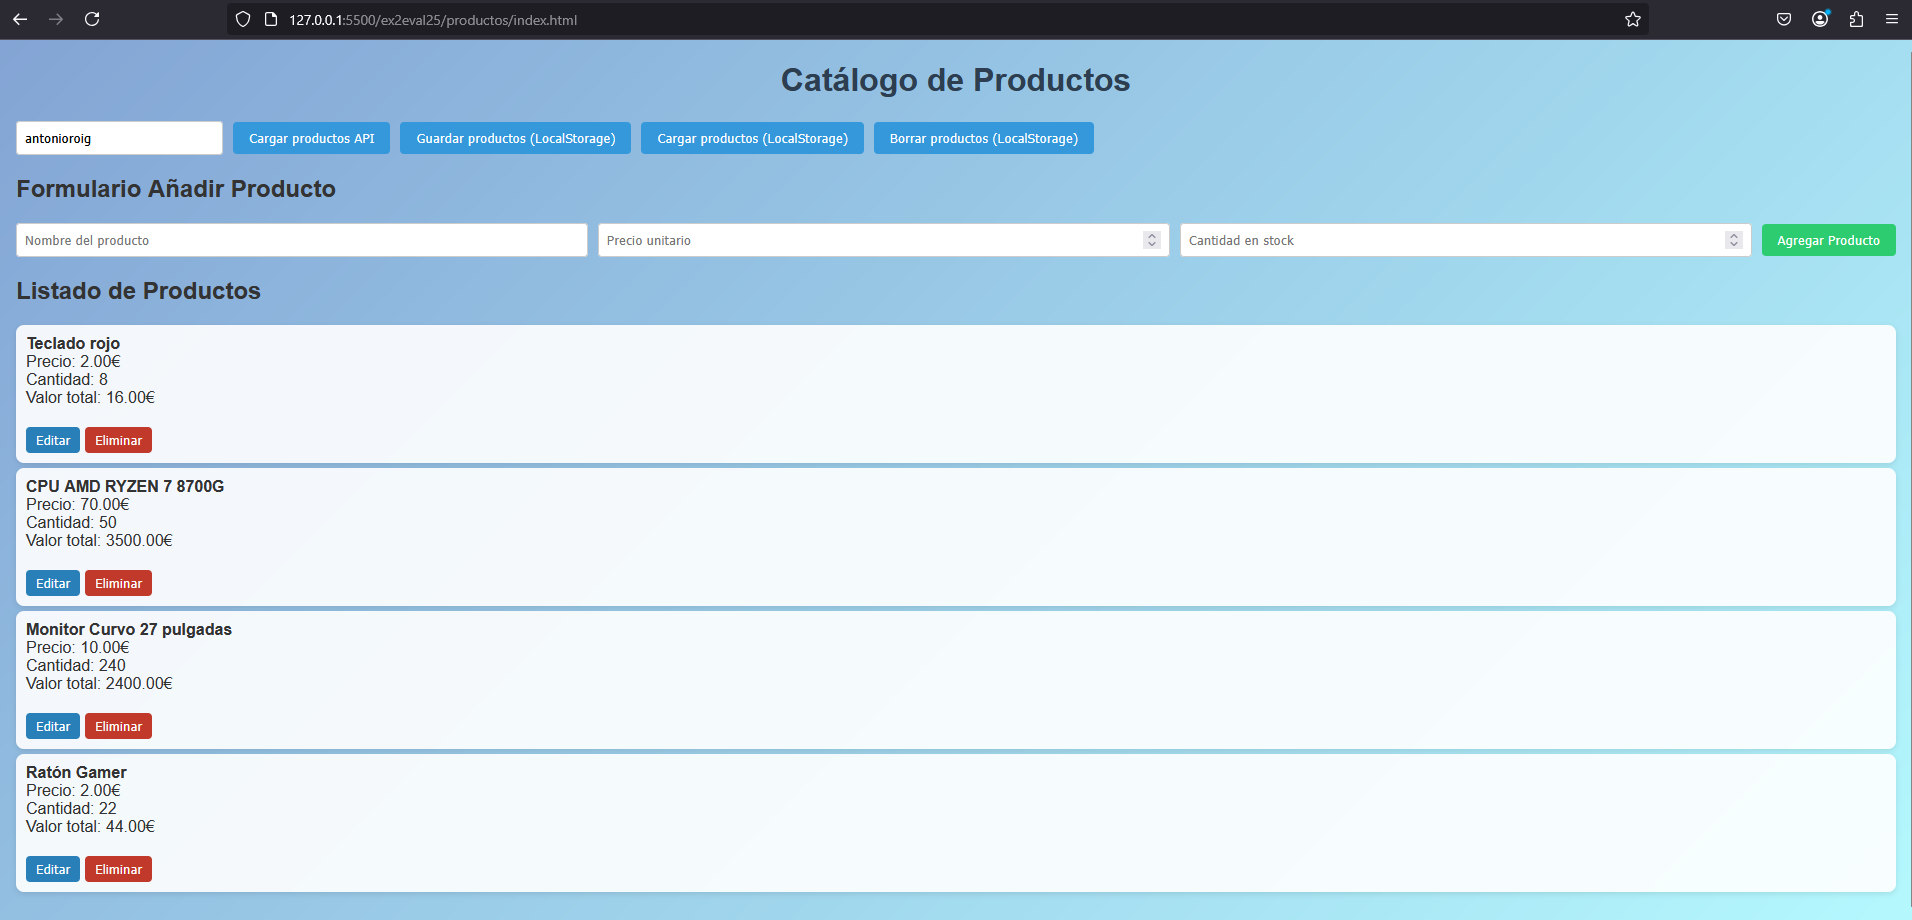 127.0.0.1:5500/ex2eval25/productos/index.html
Catálogo de Productos
antonioroig Cargar productos API Guardar productos (LocalStorage) Cargar productos (LocalStorage) Borrar productos (LocalStorage)
Formulario Añadir Producto
Nombre del producto Precio unitario Cantidad en stock Agregar Producto
Listado de Productos
Teclado rojo
Precio: 2.00€
Cantidad: 8
Valor total: 16.00€
Editar Eliminar
CPU AMD RYZEN 7 8700G
Precio: 70.00€
Cantidad: 50
Valor total: 3500.00€
Editar Eliminar
Monitor Curvo 27 pulgadas
Precio: 10.00€
Cantidad: 240
Valor total: 2400.00€
Editar Eliminar
Ratón Gamer
Precio: 2.00€
Cantidad: 22
Valor total: 44.00€
Editar Eliminar